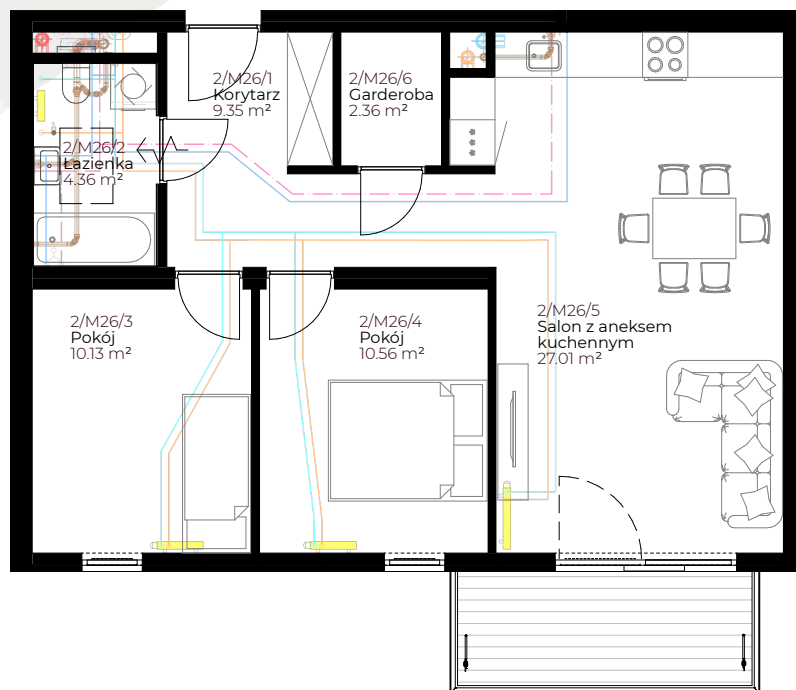 2/M26/1
Korytarz
9.35 m²
2/M26/6
Garderoba
2.36 m²
2/M26/2
Łazienka
4.36 m²
2/M26/3
Pokój
10.13 m²
2/M26/4
Pokój
10.56 m²
2/M26/5
Salon z aneksem
kuchennym
27.01 m²